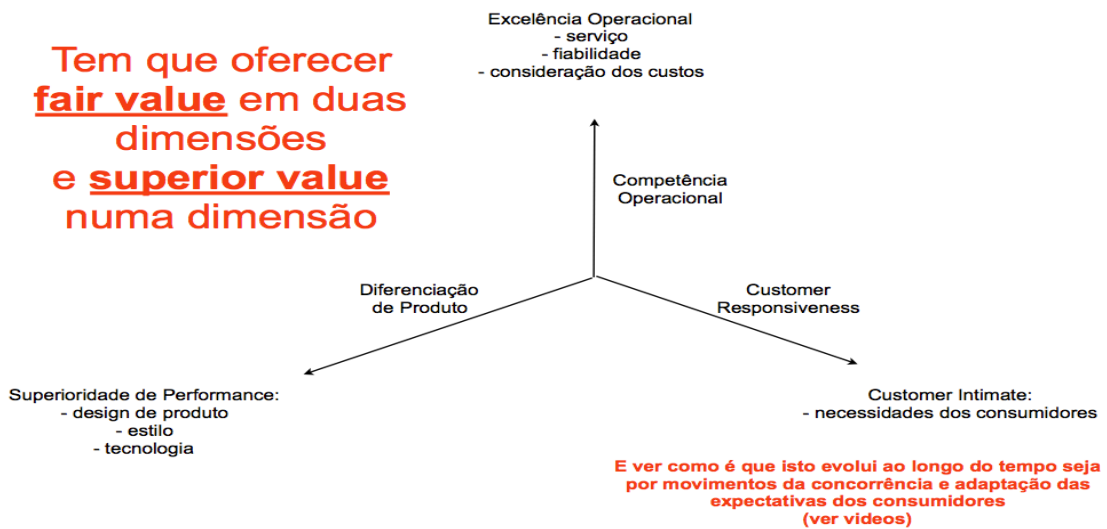 Excelência Operacional
- serviço
- fiabilidade
- consideração dos custos
Tem que oferecer
fair value em duas
dimensões
e superior value
numa dimensão
Competência
Operacional
Diferenciação
de Produto
Customer
Responsiveness
Superioridade de Performance:
- design de produto
- estilo
- tecnologia
Customer Intimate:
- necessidades dos consumidores
E ver como é que isto evolui ao longo do tempo seja
por movimentos da concorrência e adaptação das
expectativas dos consumidores
(ver videos)